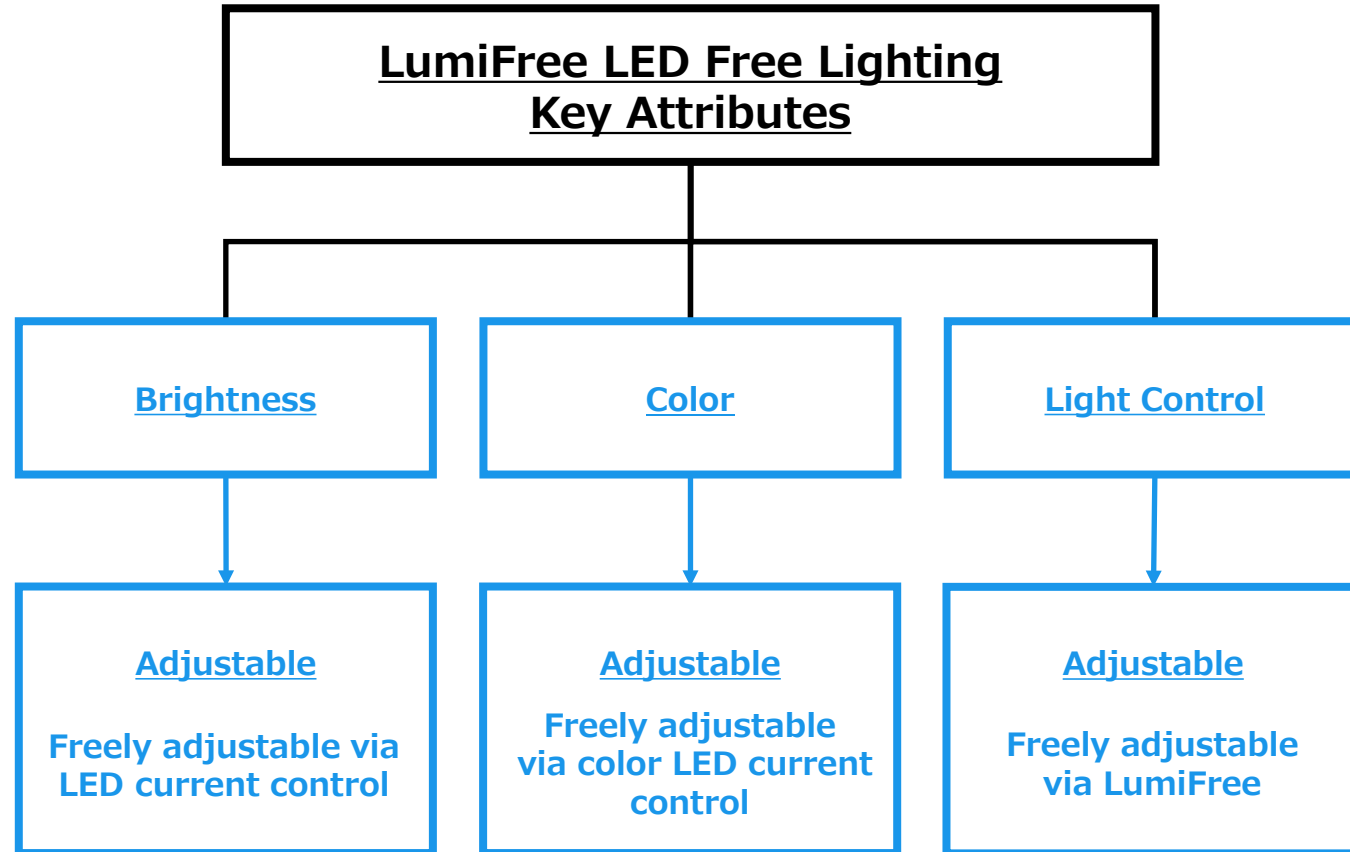 LumiFree LED Free Lighting
Key Attributes
Brightness
Color
Light Control
Adjustable
Freely adjustable via
LED current control
Adjustable
Freely adjustable
via color LED current
control
Adjustable
Freely adjustable
via LumiFree